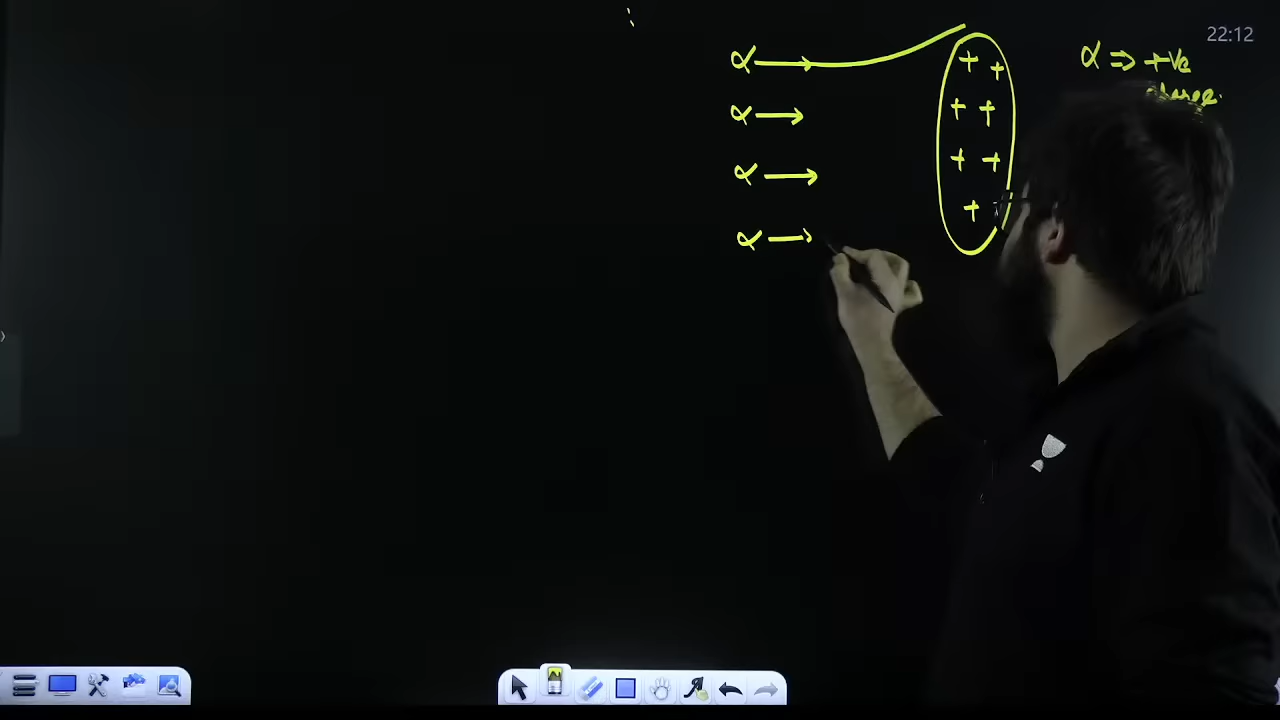 22:12
α → + +
α → + +
α → + +
α → +
α ⇒ +ve